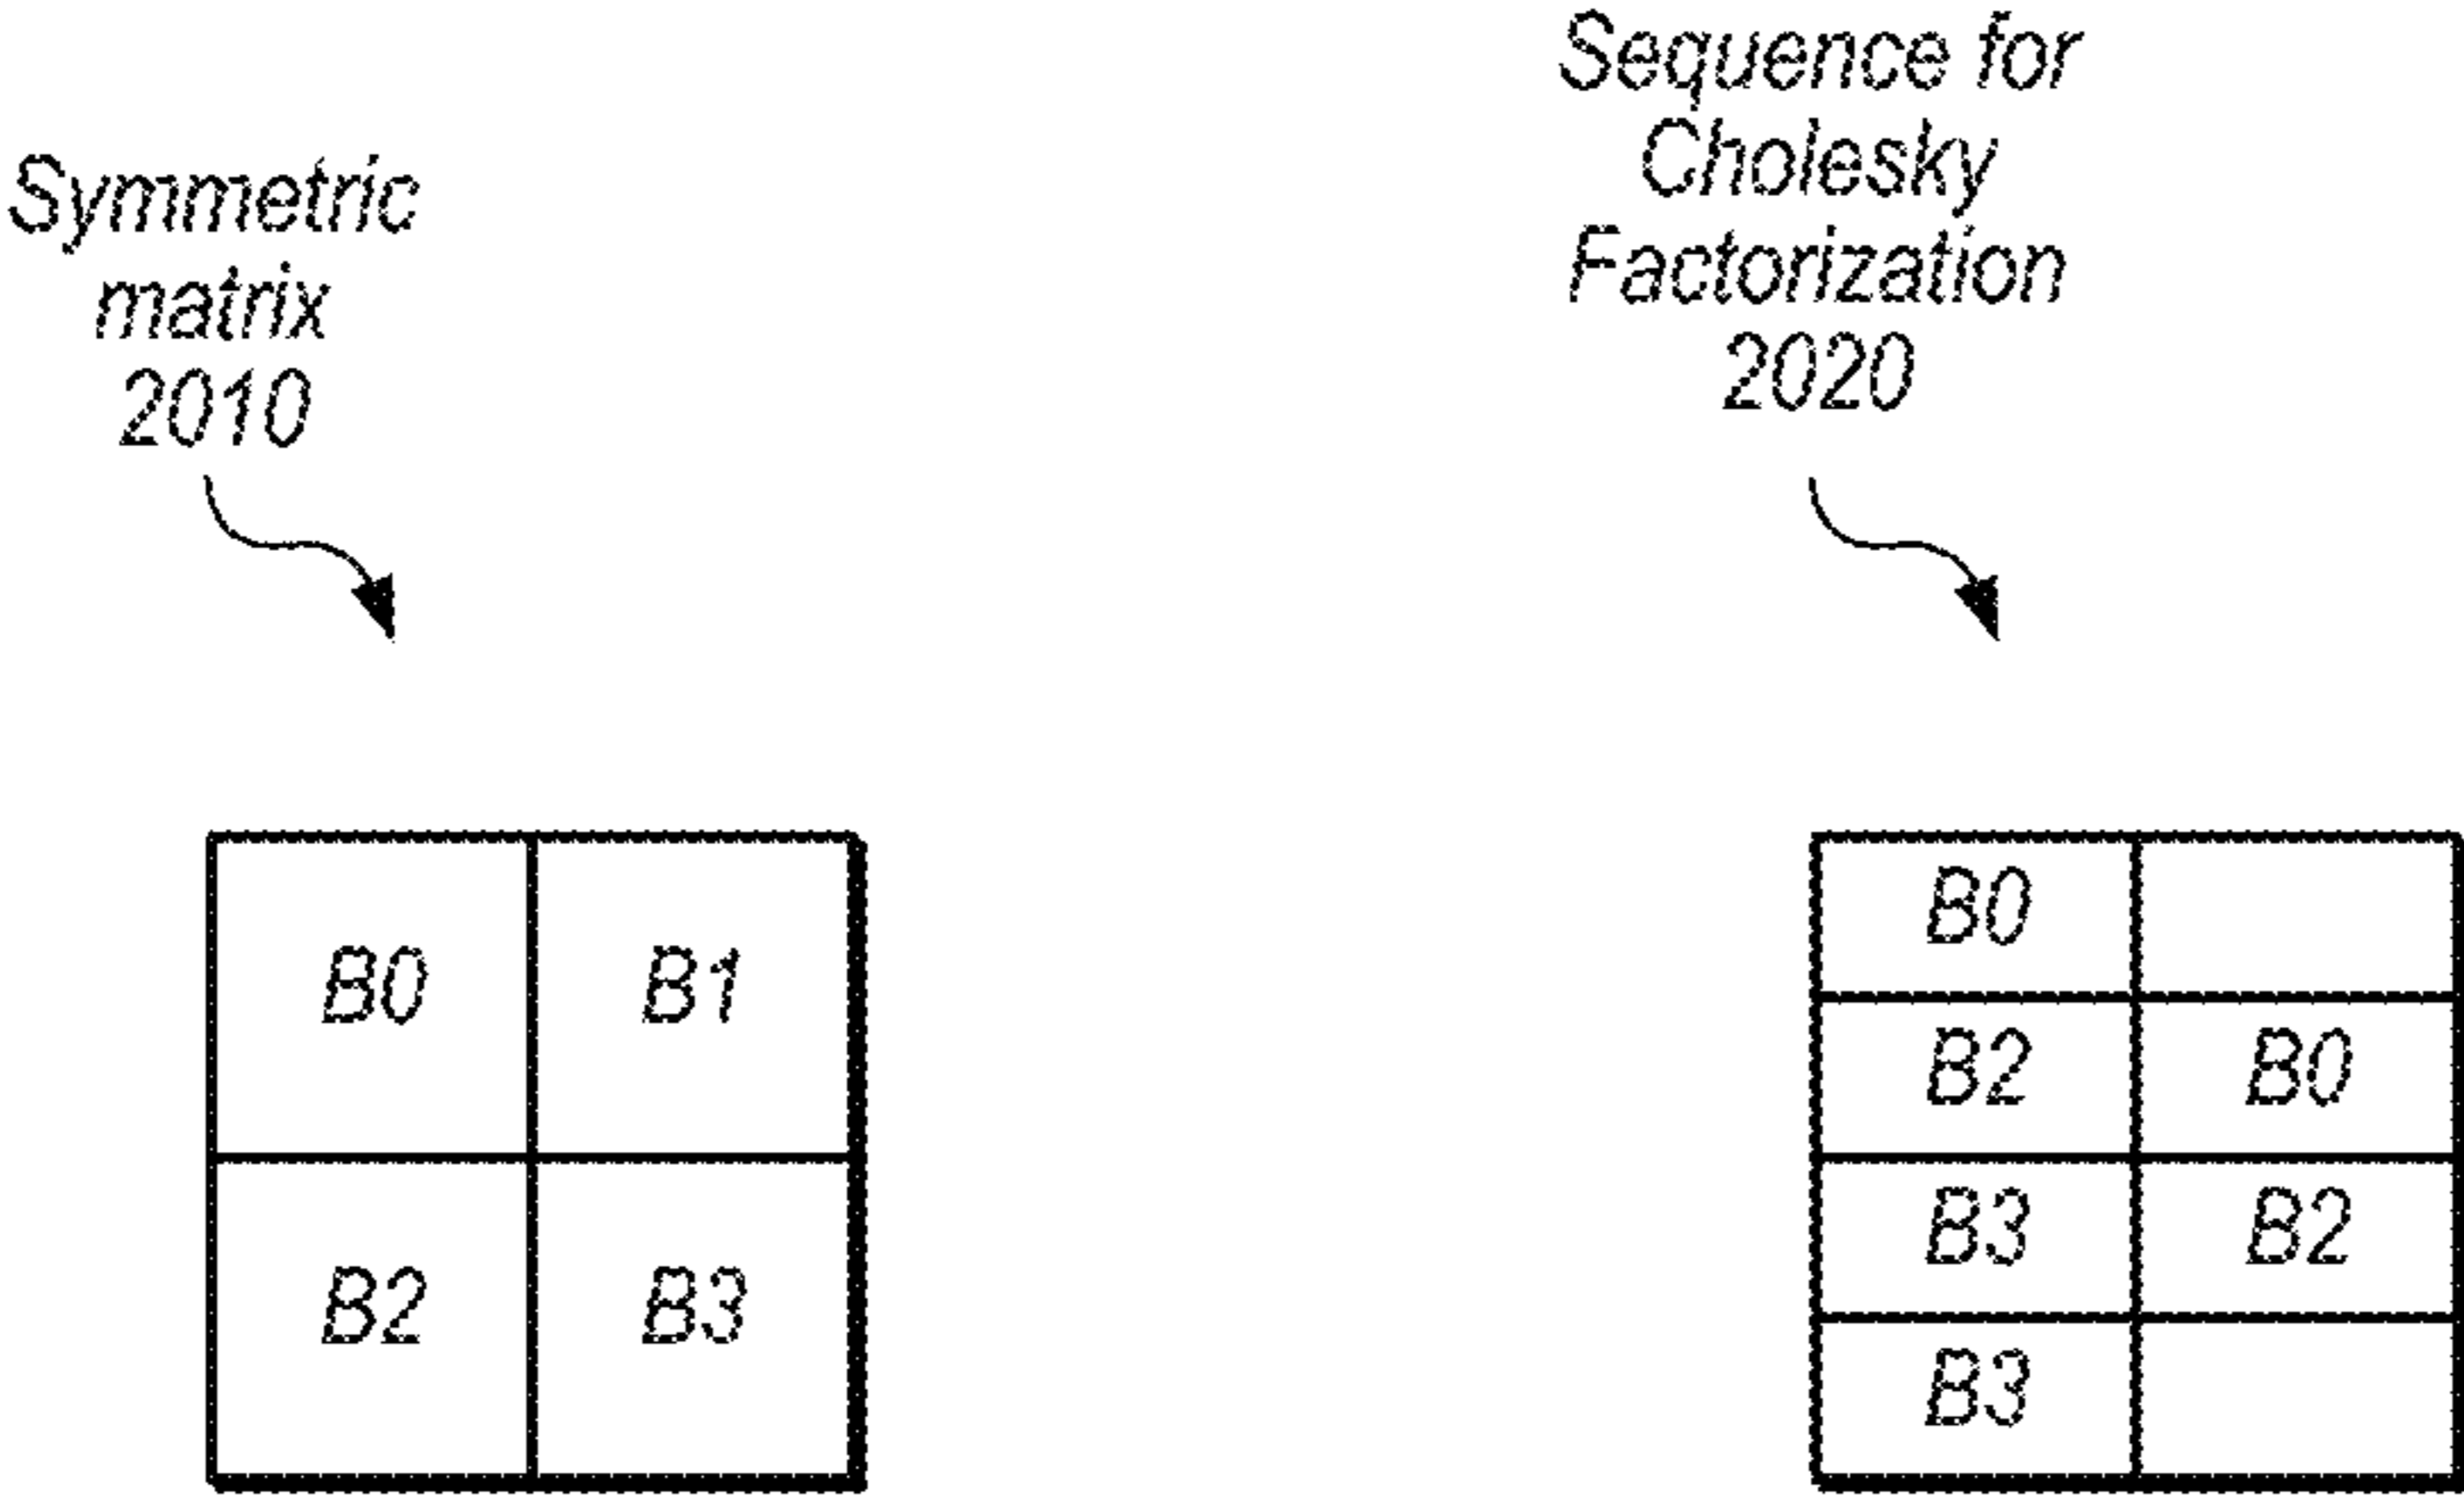 Symmetric
matrix
2010
Sequence for
Cholesky
Factorization
2020
B0 B1
B2 B3
B0
B2 B0
B3 B2
B3